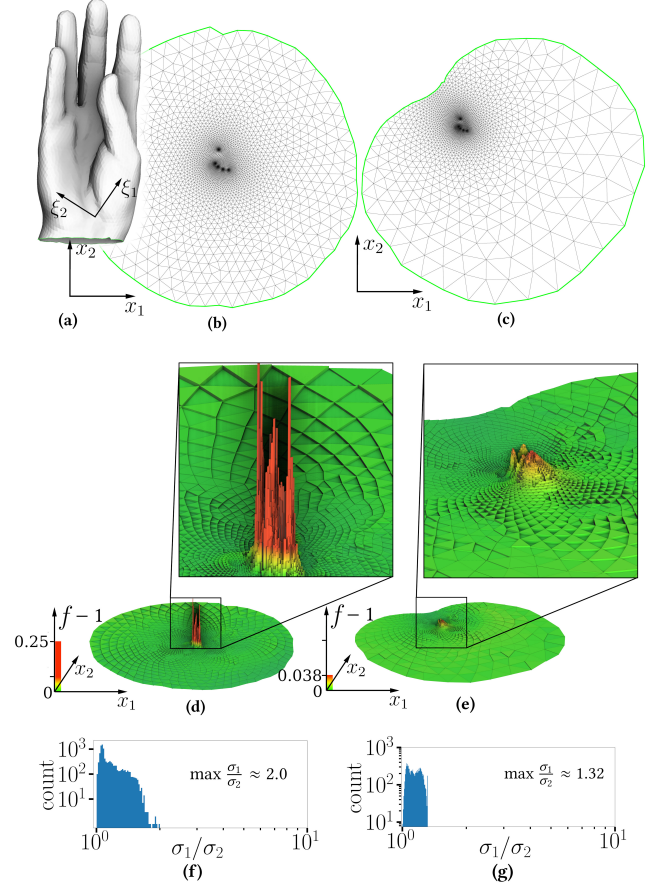 ξ₁
ξ₂
x₂
x₁
(a)
(b)
x₂
x₁
(c)
f − 1
0.25
0
x₂
x₁
(d)
f − 1
0.038
0
x₂
x₁
(e)
count
10³
10²
10¹
max σ₁/σ₂ ≈ 2.0
10⁰
10¹
σ₁/σ₂
(f)
count
10³
10²
10¹
max σ₁/σ₂ ≈ 1.32
10⁰
10¹
σ₁/σ₂
(g)